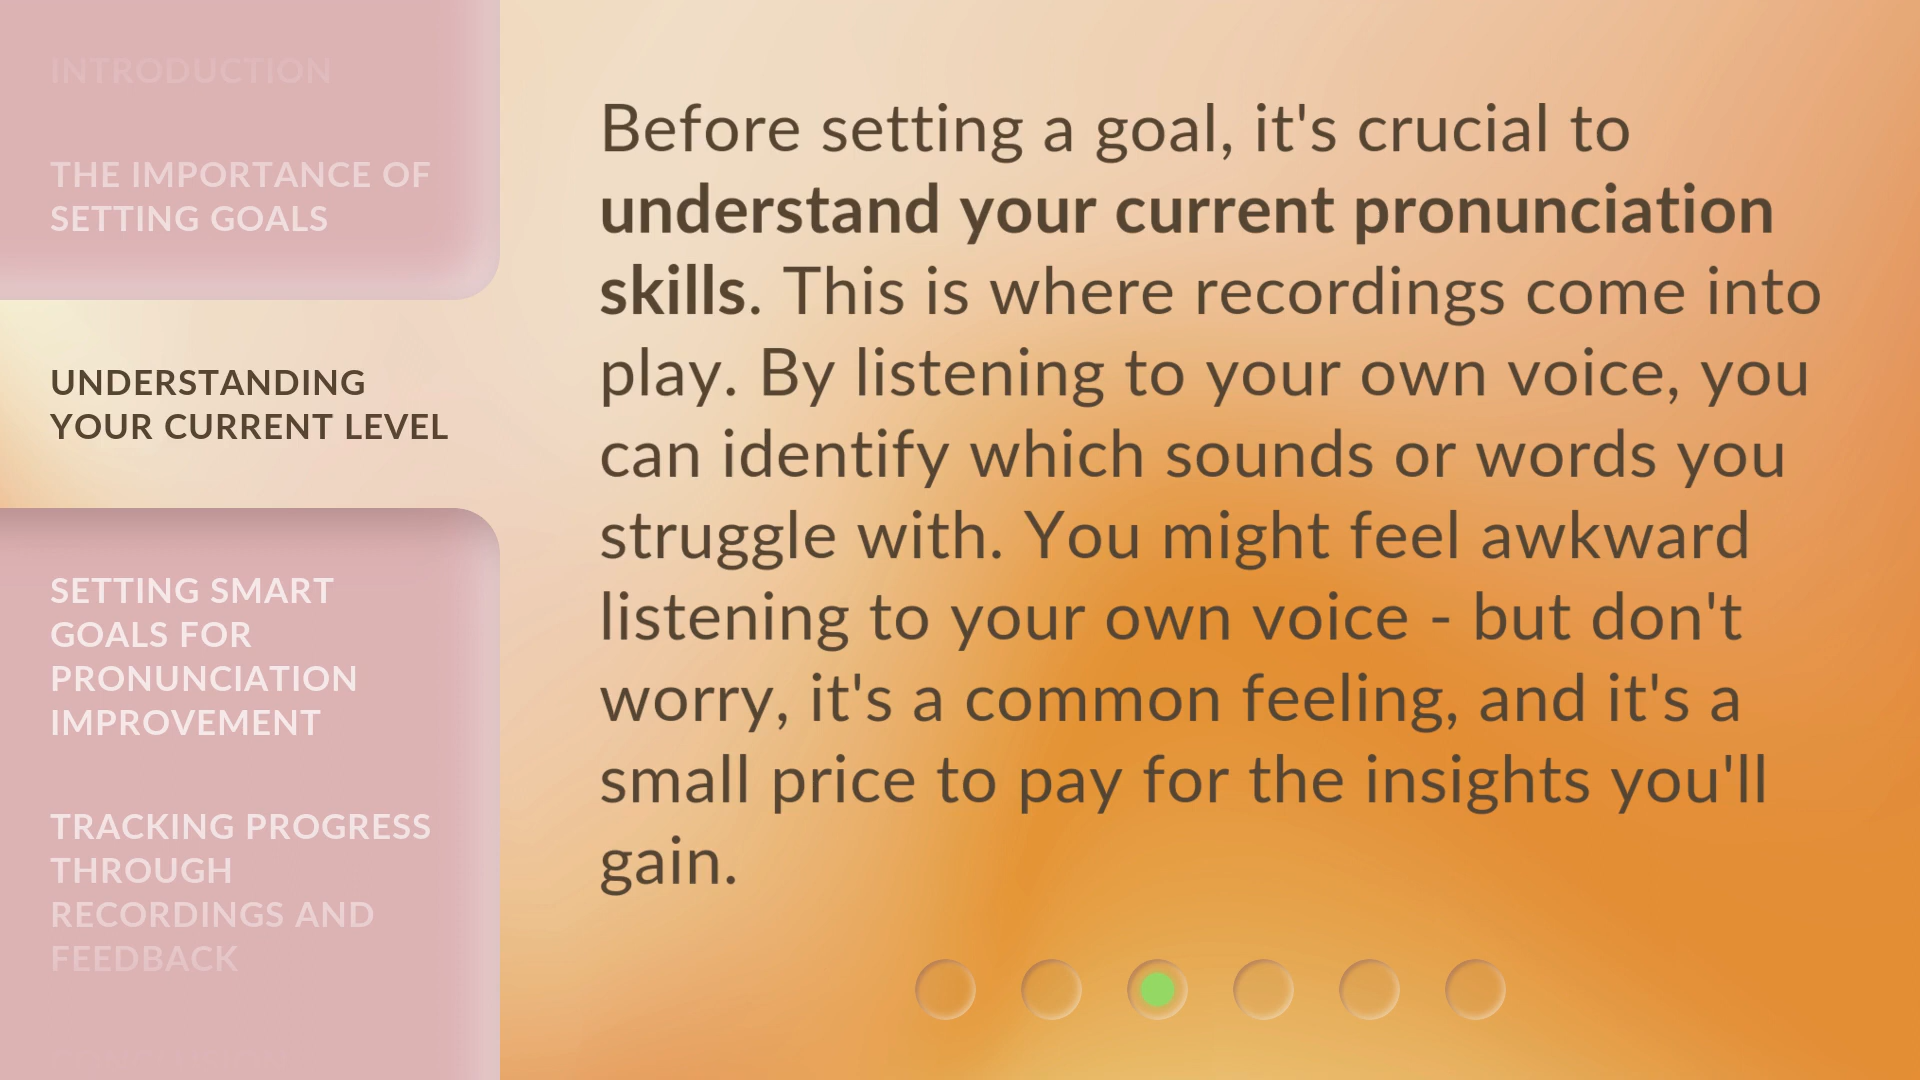 INTRODUCTION
THE IMPORTANCE OF
SETTING GOALS
UNDERSTANDING
YOUR CURRENT LEVEL
SETTING SMART
GOALS FOR
PRONUNCIATION
IMPROVEMENT
TRACKING PROGRESS
THROUGH
RECORDINGS AND
FEEDBACK
CONCLUSION
Before setting a goal, it's crucial to
understand your current pronunciation
skills. This is where recordings come into
play. By listening to your own voice, you
can identify which sounds or words you
struggle with. You might feel awkward
listening to your own voice - but don't
worry, it's a common feeling, and it's a
small price to pay for the insights you'll
gain.